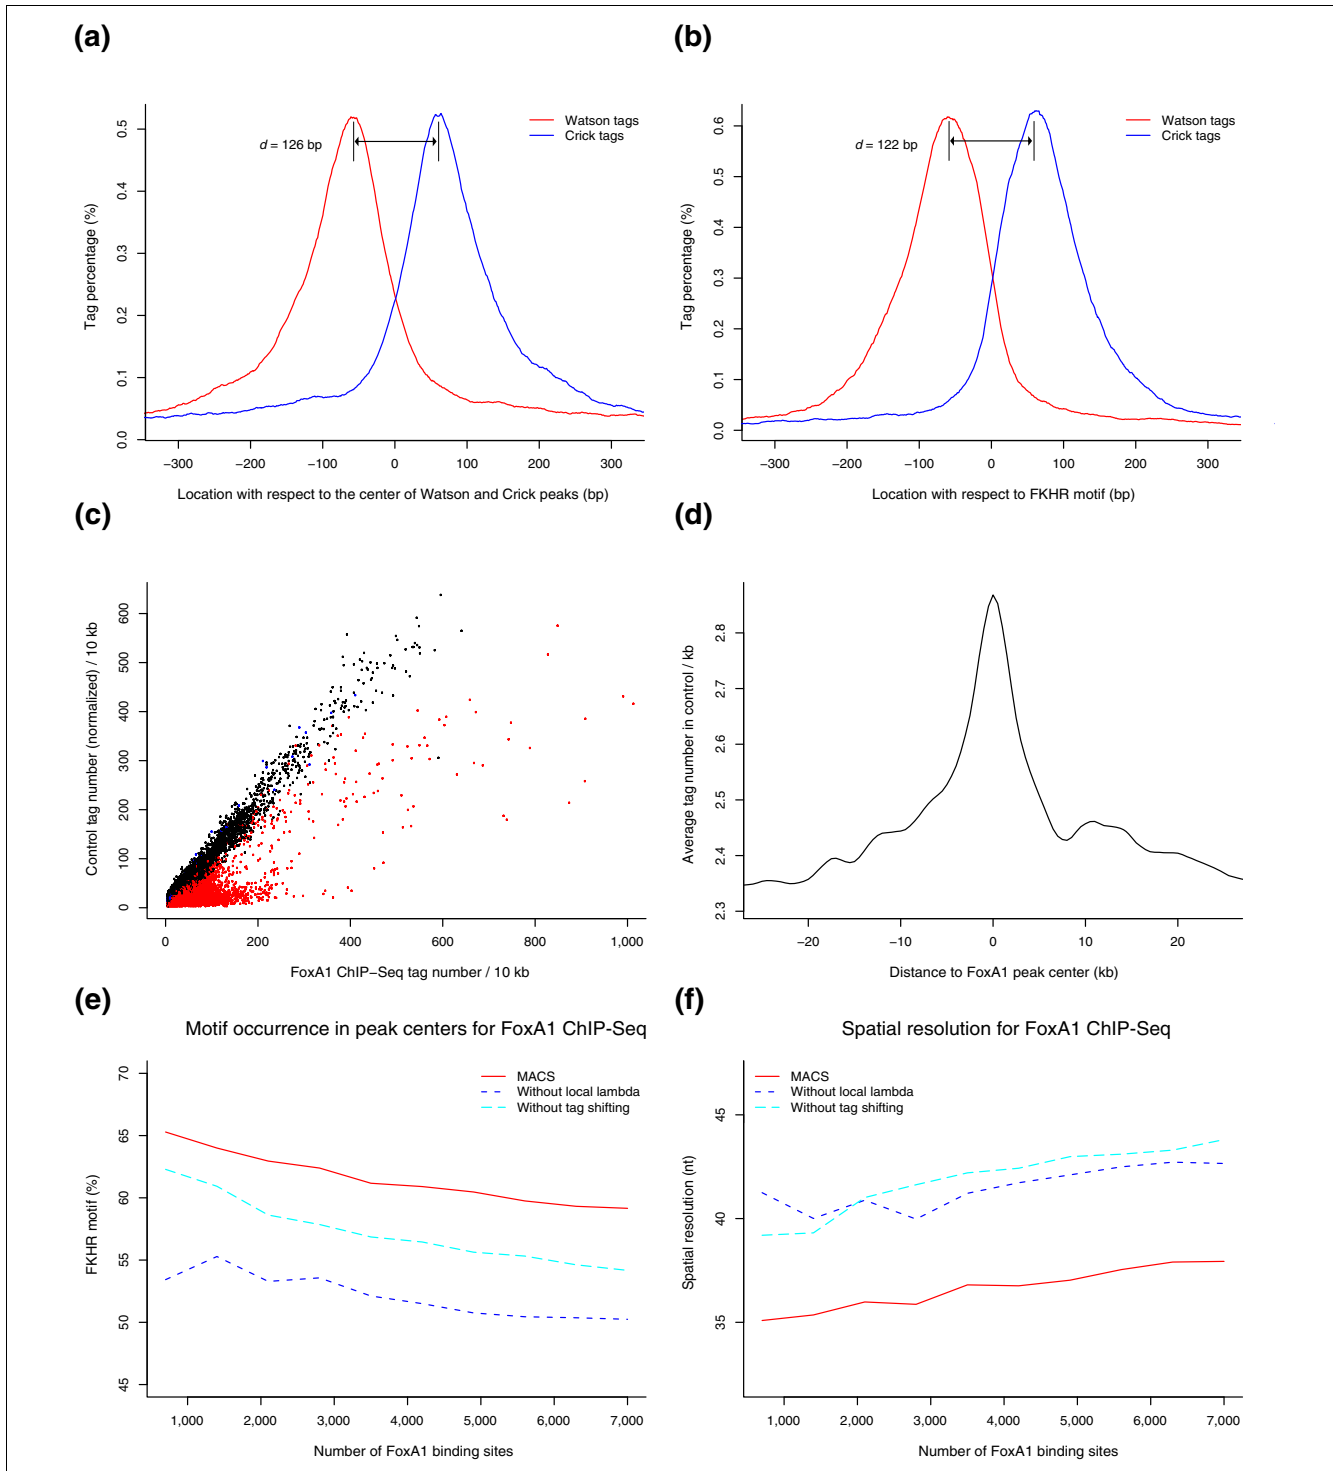 (a)
(b)
Watson tags
Crick tags
d = 126 bp
Tag percentage (%)
0.0
0.1
0.2
0.3
0.4
0.5
−300
−200
−100
0
100
200
300
Location with respect to the center of Watson and Crick peaks (bp)
Watson tags
Crick tags
d = 122 bp
Tag percentage (%)
0.0
0.1
0.2
0.3
0.4
0.5
0.6
−300
−200
−100
0
100
200
300
Location with respect to FKHR motif (bp)
(c)
(d)
Control tag number (normalized) / 10 kb
0
100
200
300
400
500
600
0
200
400
600
800
1,000
FoxA1 ChIP−Seq tag number / 10 kb
Average tag number in control / kb
2.3
2.4
2.5
2.6
2.7
2.8
−20
−10
0
10
20
Distance to FoxA1 peak center (kb)
(e)
(f)
Motif occurrence in peak centers for FoxA1 ChIP-Seq
MACS
Without local lambda
Without tag shifting
FKHR motif (%)
45
50
55
60
65
70
1,000
2,000
3,000
4,000
5,000
6,000
7,000
Number of FoxA1 binding sites
Spatial resolution for FoxA1 ChIP-Seq
MACS
Without local lambda
Without tag shifting
Spatial resolution (nt)
35
40
45
1,000
2,000
3,000
4,000
5,000
6,000
7,000
Number of FoxA1 binding sites